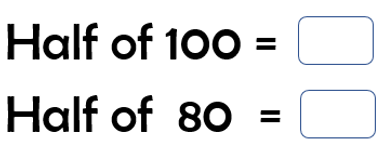 Half of 100 =
Half of 80 =